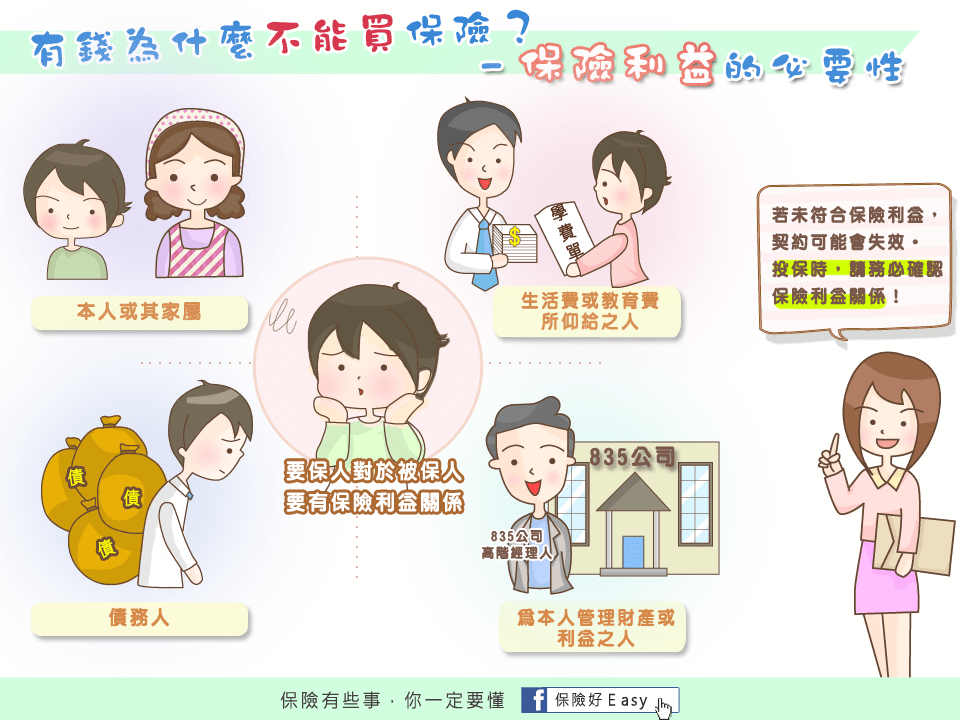 有錢為什麼不能買保險？
-保險利益的必要性
本人或其家屬
學費單
$
生活費或教育費
所仰給之人
若未符合保險利益，
契約可能會失效。
投保時，請務必確認
保險利益關係！
要保人對於被保人
要有保險利益關係
債
債
債
債務人
835公司
835公司
高階經理人
為本人管理財產或
利益之人
保險有些事，你一定要懂
f 保險好Easy